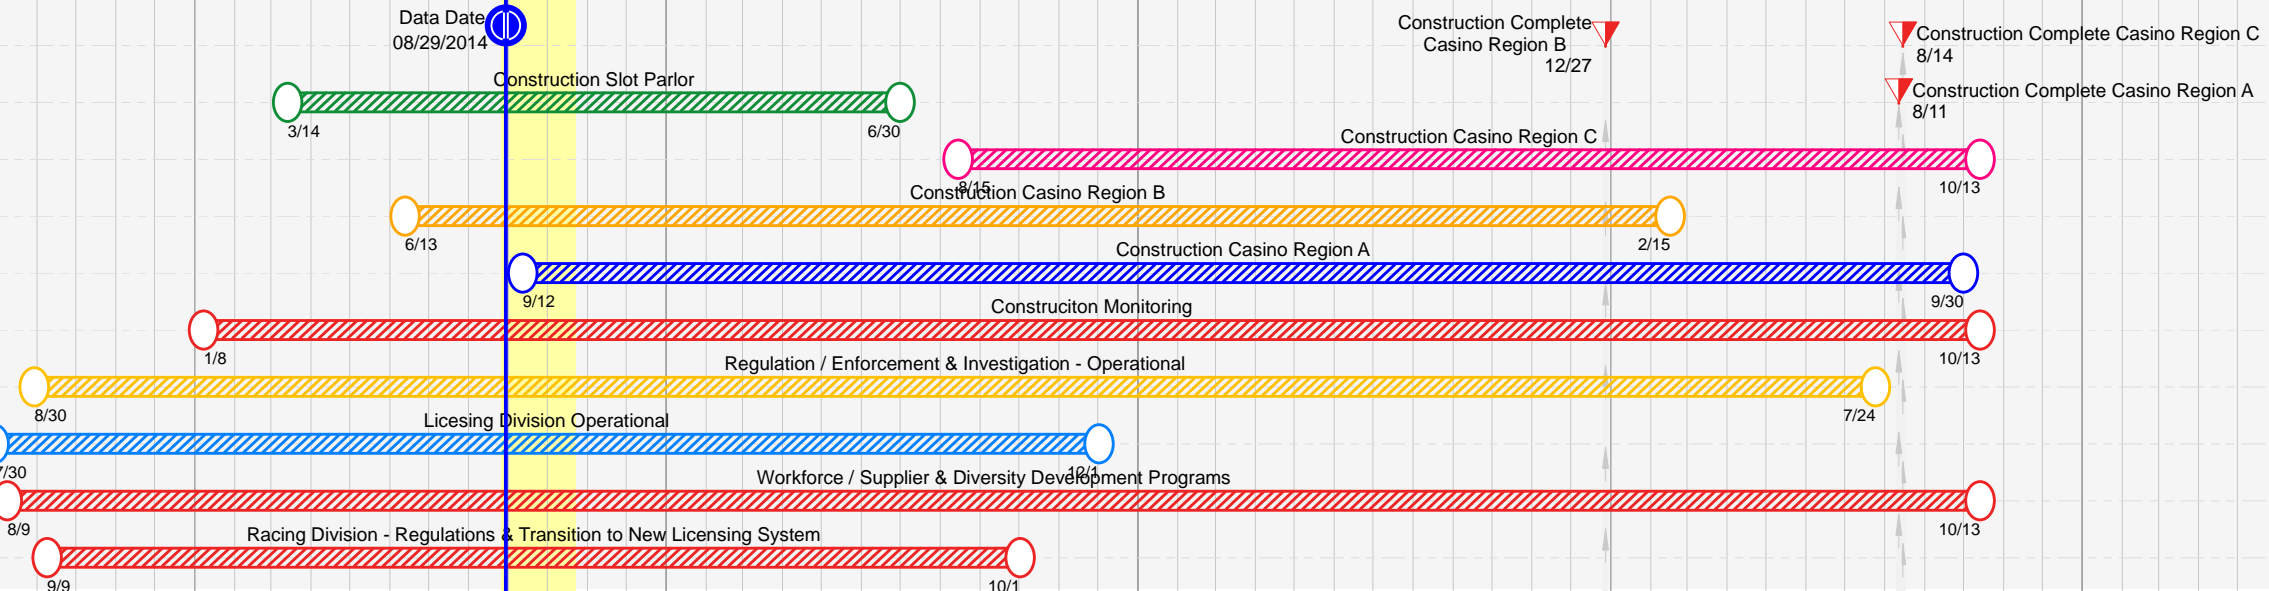 Data Date
08/29/2014
Construction Complete
Casino Region B
12/27
Construction Complete Casino Region C
8/14
Construction Slot Parlor
3/14
6/30
Construction Complete Casino Region A
8/11
Construction Casino Region C
8/15
10/13
Construction Casino Region B
6/13
2/15
Construction Casino Region A
9/12
9/30
Construciton Monitoring
1/8
10/13
Regulation / Enforcement & Investigation - Operational
8/30
7/24
Licesing Division Operational
7/30
12/1
Workforce / Supplier & Diversity Development Programs
8/9
10/13
Racing Division - Regulations & Transition to New Licensing System
9/9
10/1